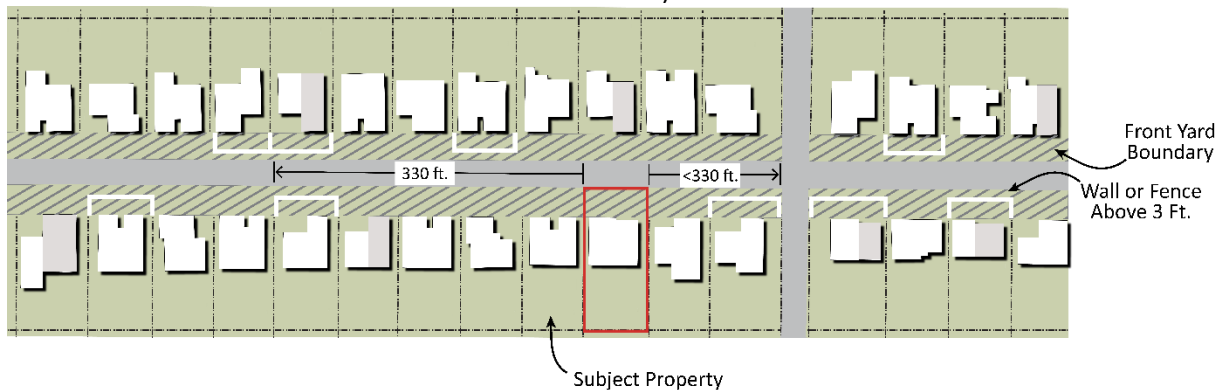 330 ft.
<330 ft.
Front Yard
Boundary
Wall or Fence
Above 3 Ft.
Subject Property